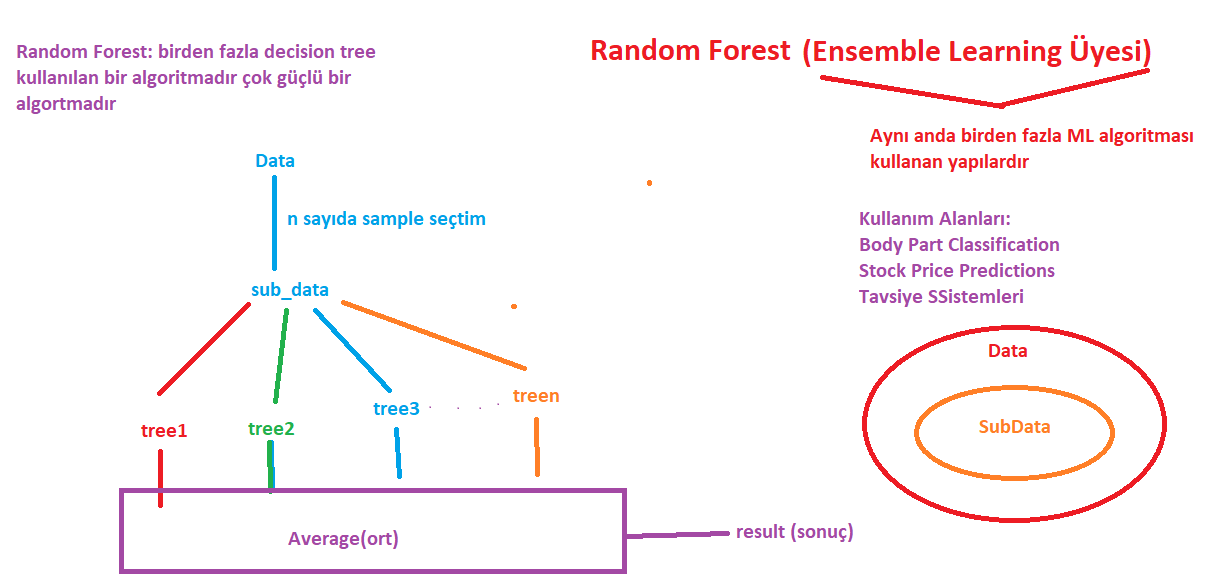 Random Forest: birden fazla decision tree
kullanılan bir algoritmadır çok güçlü bir
algortmadır
Random Forest (Ensemble Learning Üyesi)
Aynı anda birden fazla ML algoritması
kullanan yapılardır
Kullanım Alanları:
Body Part Classification
Stock Price Predictions
Tavsiye SSistemleri
Data
n sayıda sample seçtim
sub_data
tree1
tree2
tree3
treen
Average(ort)
result (sonuç)
Data
SubData